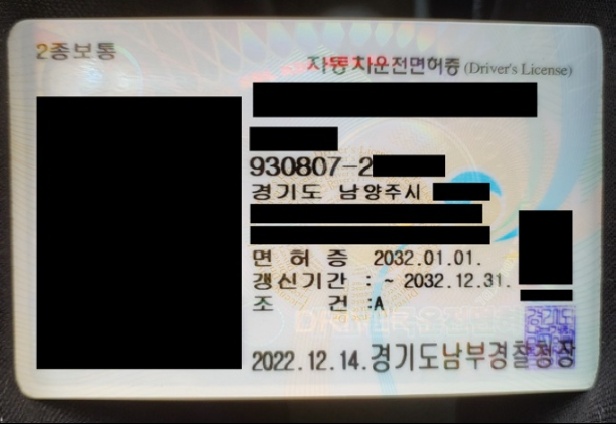 2종보통
자동차운전면허증 (Driver's License)
930807-2
경기도 남양주시
면 허 증 2032.01.01.
갱신기간 : ~ 2032.12.31.
조 건 :A
2022.12.14. 경기도남부경찰청장